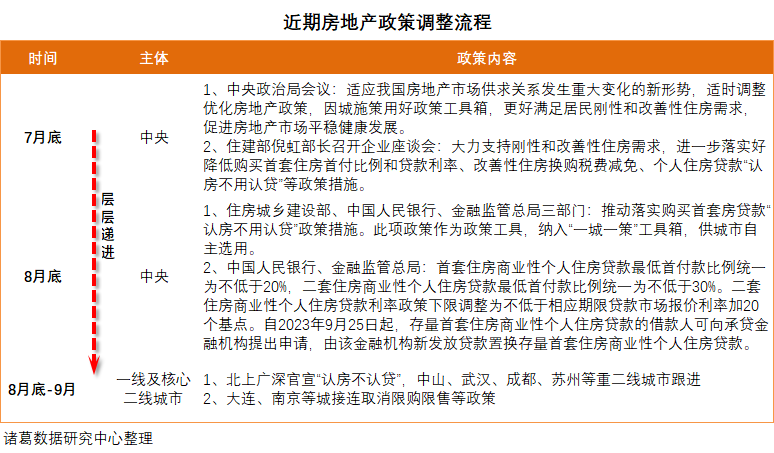 近期房地产政策调整流程
时间 主体 政策内容
1、中央政治局会议：适应我国房地产市场供求关系发生重大变化的新形势，适时调整
优化房地产政策，因城施策用好政策工具箱，更好满足居民刚性和改善性住房需求，
促进房地产市场平稳健康发展。
7月底 中央
2、住建部倪虹部长召开企业座谈会：大力支持刚性和改善性住房需求，进一步落实好
降低购买首套住房首付比例和贷款利率、改善性住房换购税费减免、个人住房贷款“认
房不用认贷”等政策措施。
层层递进
1、住房城乡建设部、中国人民银行、金融监管总局三部门：推动落实购买首套房贷款“
认房不用认贷”政策措施。此项政策作为政策工具，纳入“一城一策”工具箱，供城市自
主选用。
8月底 中央
2、中国人民银行、金融监管总局：首套住房商业性个人住房贷款最低首付款比例统一
为不低于20%，二套住房商业性个人住房贷款最低首付款比例统一为不低于30%。二套
住房商业性个人住房贷款利率政策下限调整为不低于相应期限贷款市场报价利率加20
个基点。自2023年9月25日起，存量首套住房商业性个人住房贷款的借款人可向承贷金
融机构提出申请，由该金融机构新发放贷款置换存量首套住房商业性个人住房贷款。
8月底-9月
一线及核心
二线城市
1、北上广深官宣“认房不认贷”，中山、武汉、成都、苏州等重二线城市跟进
2、大连、南京等城接连取消限购限售等政策
诸葛数据研究中心整理